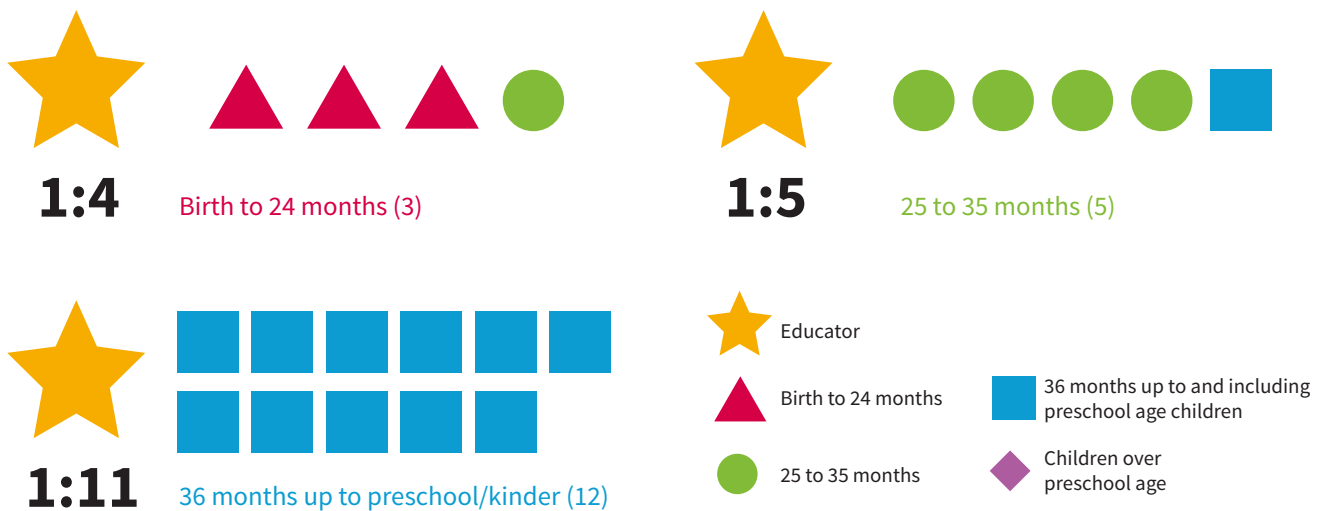 1:4
Birth to 24 months (3)
1:5
25 to 35 months (5)
1:11
36 months up to preschool/kinder (12)
Educator
Birth to 24 months
25 to 35 months
36 months up to and including
preschool age children
Children over
preschool age